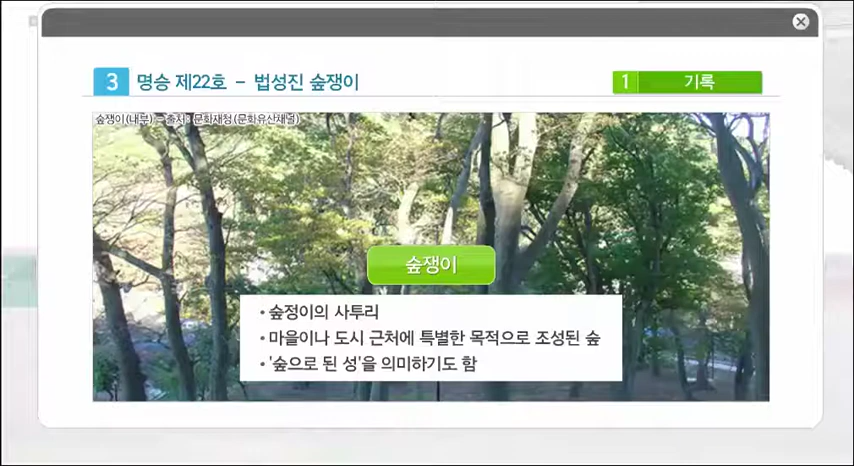 3 명승 제22호 - 법성진 숲쟁이
1 기록
숲쟁이(내부) - 출처: 문화재청(문화유산채널)
숲쟁이
• 숲정이의 사투리
• 마을이나 도시 근처에 특별한 목적으로 조성된 숲
• '숲으로 된 성'을 의미하기도 함